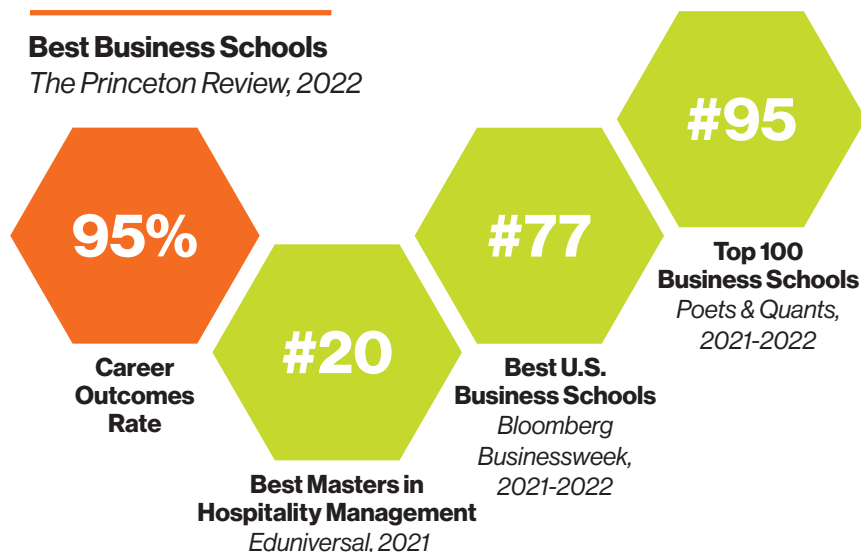 Best Business Schools
The Princeton Review, 2022
95%
Career
Outcomes
Rate
#20
Best Masters in
Hospitality Management
Eduniversal, 2021
#77
Best U.S.
Business Schools
Bloomberg
Businessweek,
2021-2022
#95
Top 100
Business Schools
Poets & Quants,
2021-2022